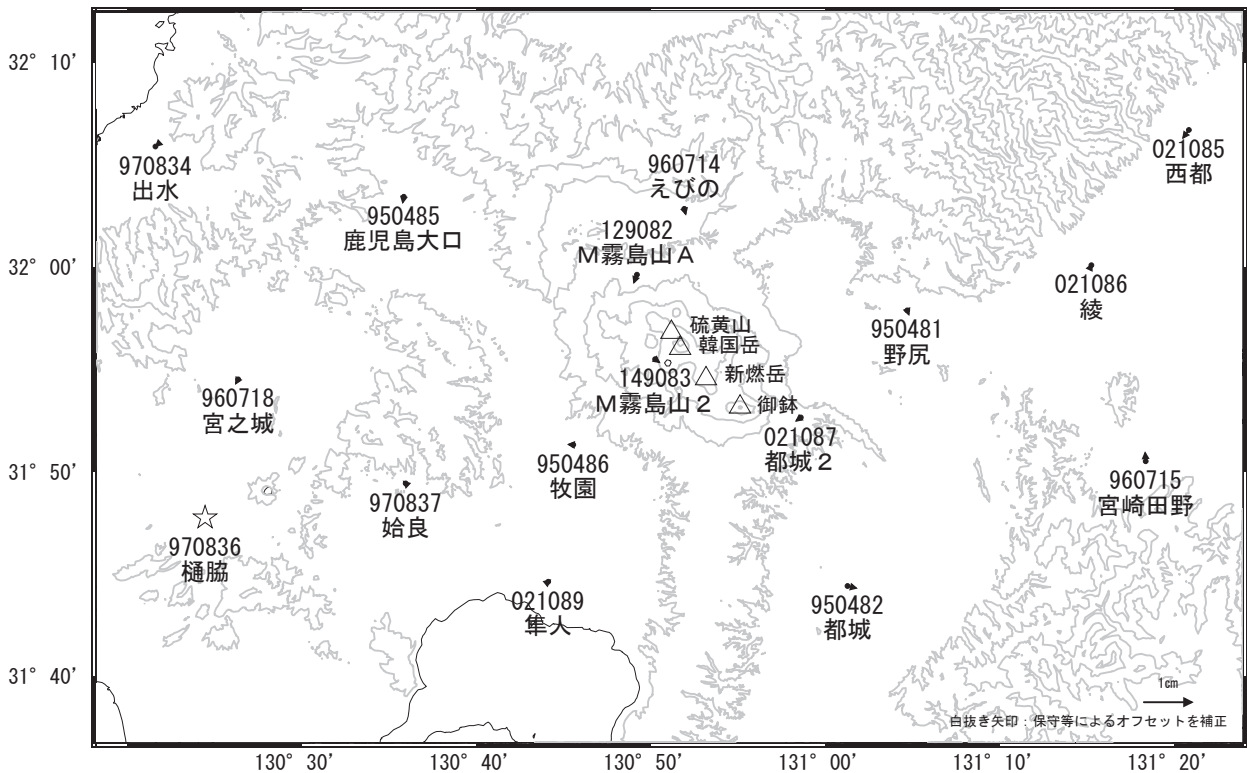 32° 10′
970834
出水
950485
鹿児島大口
960714
えびの
021085
西都
129082
M霧島山A
32° 00′
021086
綾
950481
野尻
硫黄山
韓国岳
新燃岳
御鉢
149083
M霧島山2
960718
宮之城
021087
都城2
31° 50′
950486
牧園
970837
姶良
960715
宮崎田野
970836
樋脇
021089
隼人
950482
都城
31° 40′
1cm
白抜き矢印：保守等によるオフセットを補正
130° 30′
130° 40′
130° 50′
131° 00′
131° 10′
131° 20′